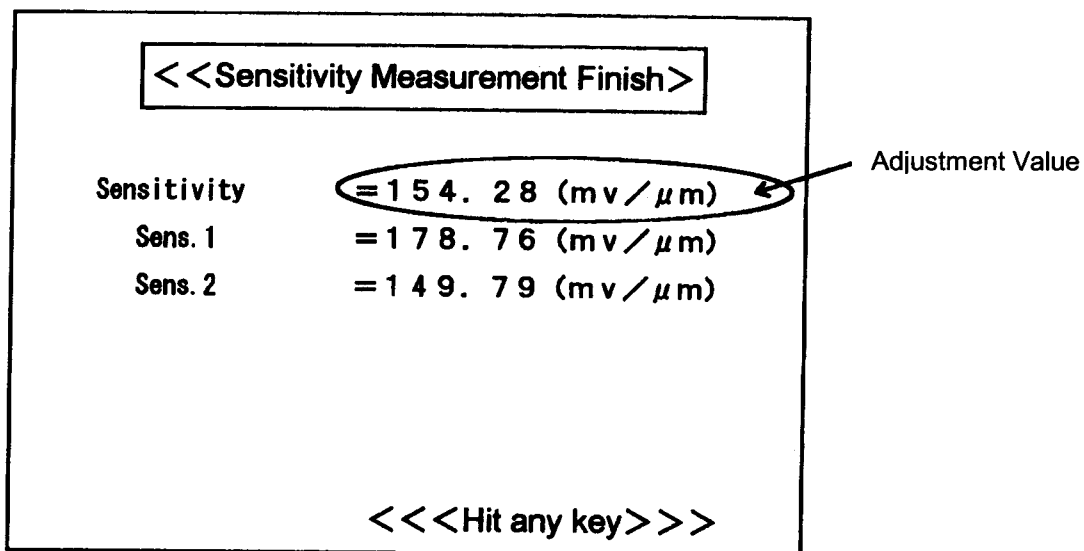 <<Sensitivity Measurement Finish>
Adjustment Value
Sensitivity =154. 28 (mv/μm)
Sens. 1 =178. 76 (mv/μm)
Sens. 2 =149. 79 (mv/μm)
<<<Hit any key>>>